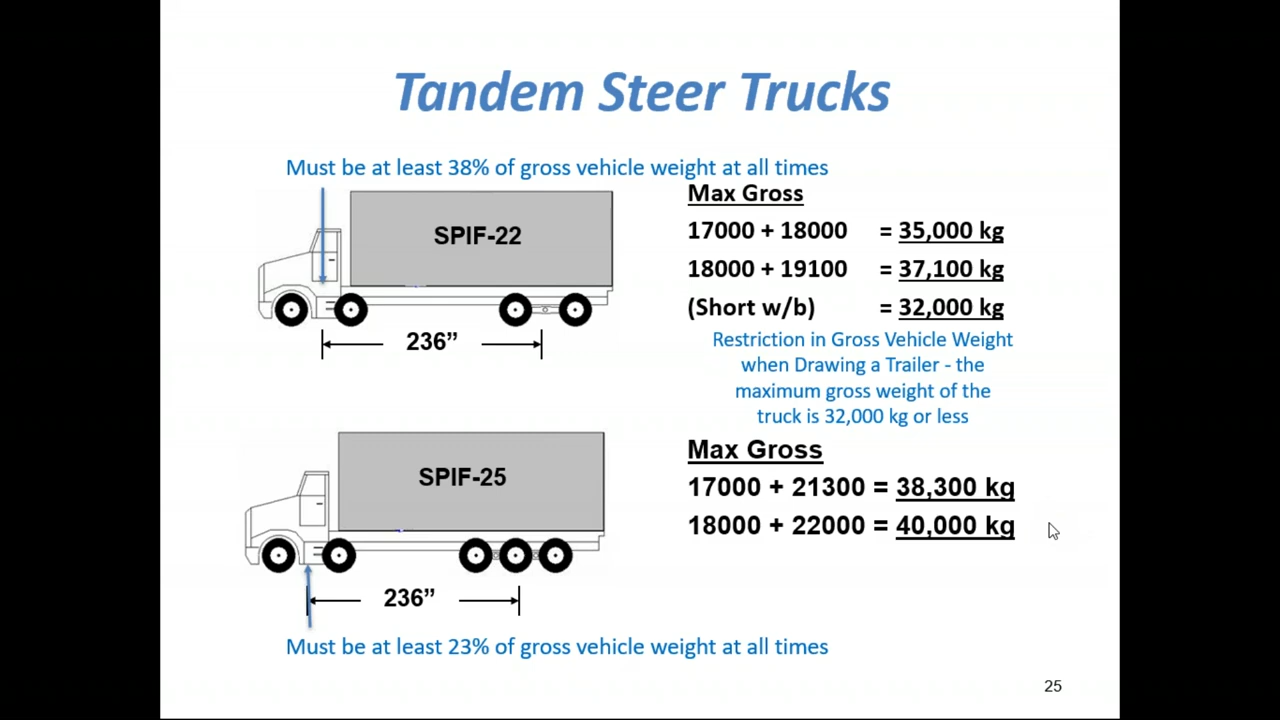 Tandem Steer Trucks
Must be at least 38% of gross vehicle weight at all times
SPIF-22
236”
Max Gross
17000 + 18000 = 35,000 kg
18000 + 19100 = 37,100 kg
(Short w/b) = 32,000 kg
Restriction in Gross Vehicle Weight
when Drawing a Trailer - the
maximum gross weight of the
truck is 32,000 kg or less
SPIF-25
236”
Max Gross
17000 + 21300 = 38,300 kg
18000 + 22000 = 40,000 kg
Must be at least 23% of gross vehicle weight at all times
25